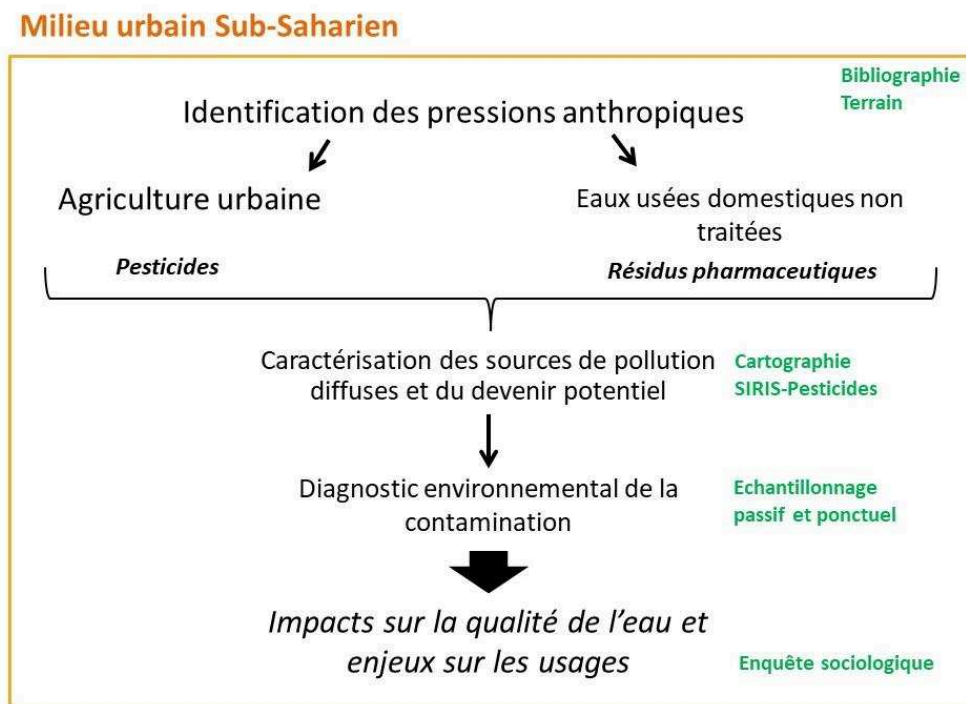 Milieu urbain Sub-Saharien
Bibliographie
Terrain
Identification des pressions anthropiques
Agriculture urbaine
Eaux usées domestiques non
traitées
Pesticides
Résidus pharmaceutiques
Caractérisation des sources de pollution
diffuses et du devenir potentiel
Cartographie
SIRIS-Pesticides
Diagnostic environnemental de la
contamination
Echantillonnage
passif et ponctuel
Impacts sur la qualité de l'eau et
enjeux sur les usages
Enquête sociologique